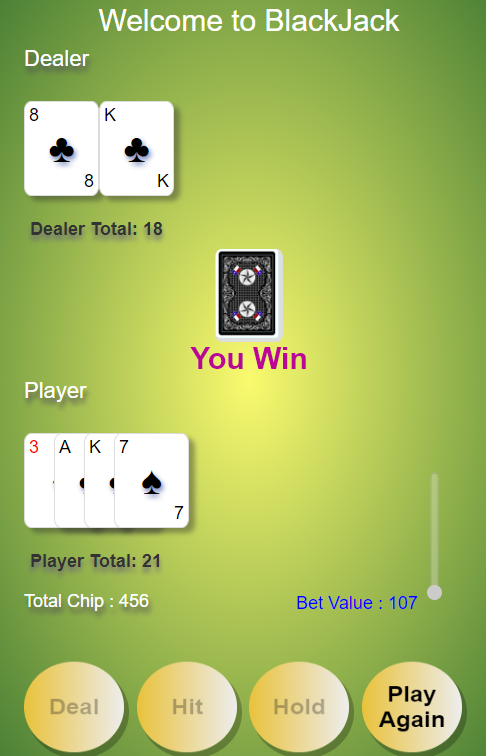 Welcome to BlackJack
Dealer
8 K
8 K
Dealer Total: 18
You Win
Player
3 A K 7
7
Player Total: 21
Total Chip : 456
Bet Value : 107
Deal Hit Hold Play Again